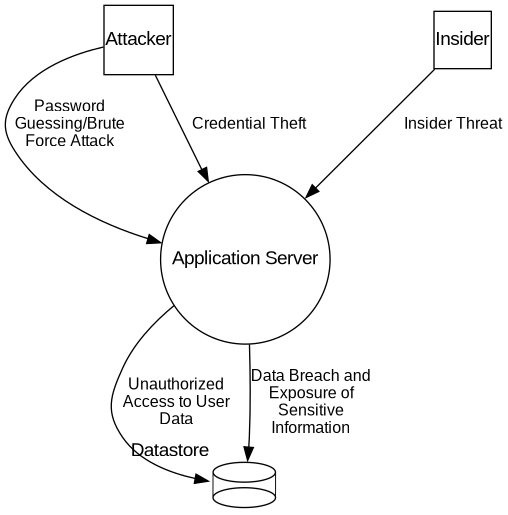 Attacker
Insider
Password
Guessing/Brute
Force Attack
Credential Theft
Insider Threat
Application Server
Unauthorized
Access to User
Data
Data Breach and
Exposure of
Sensitive
Information
Datastore